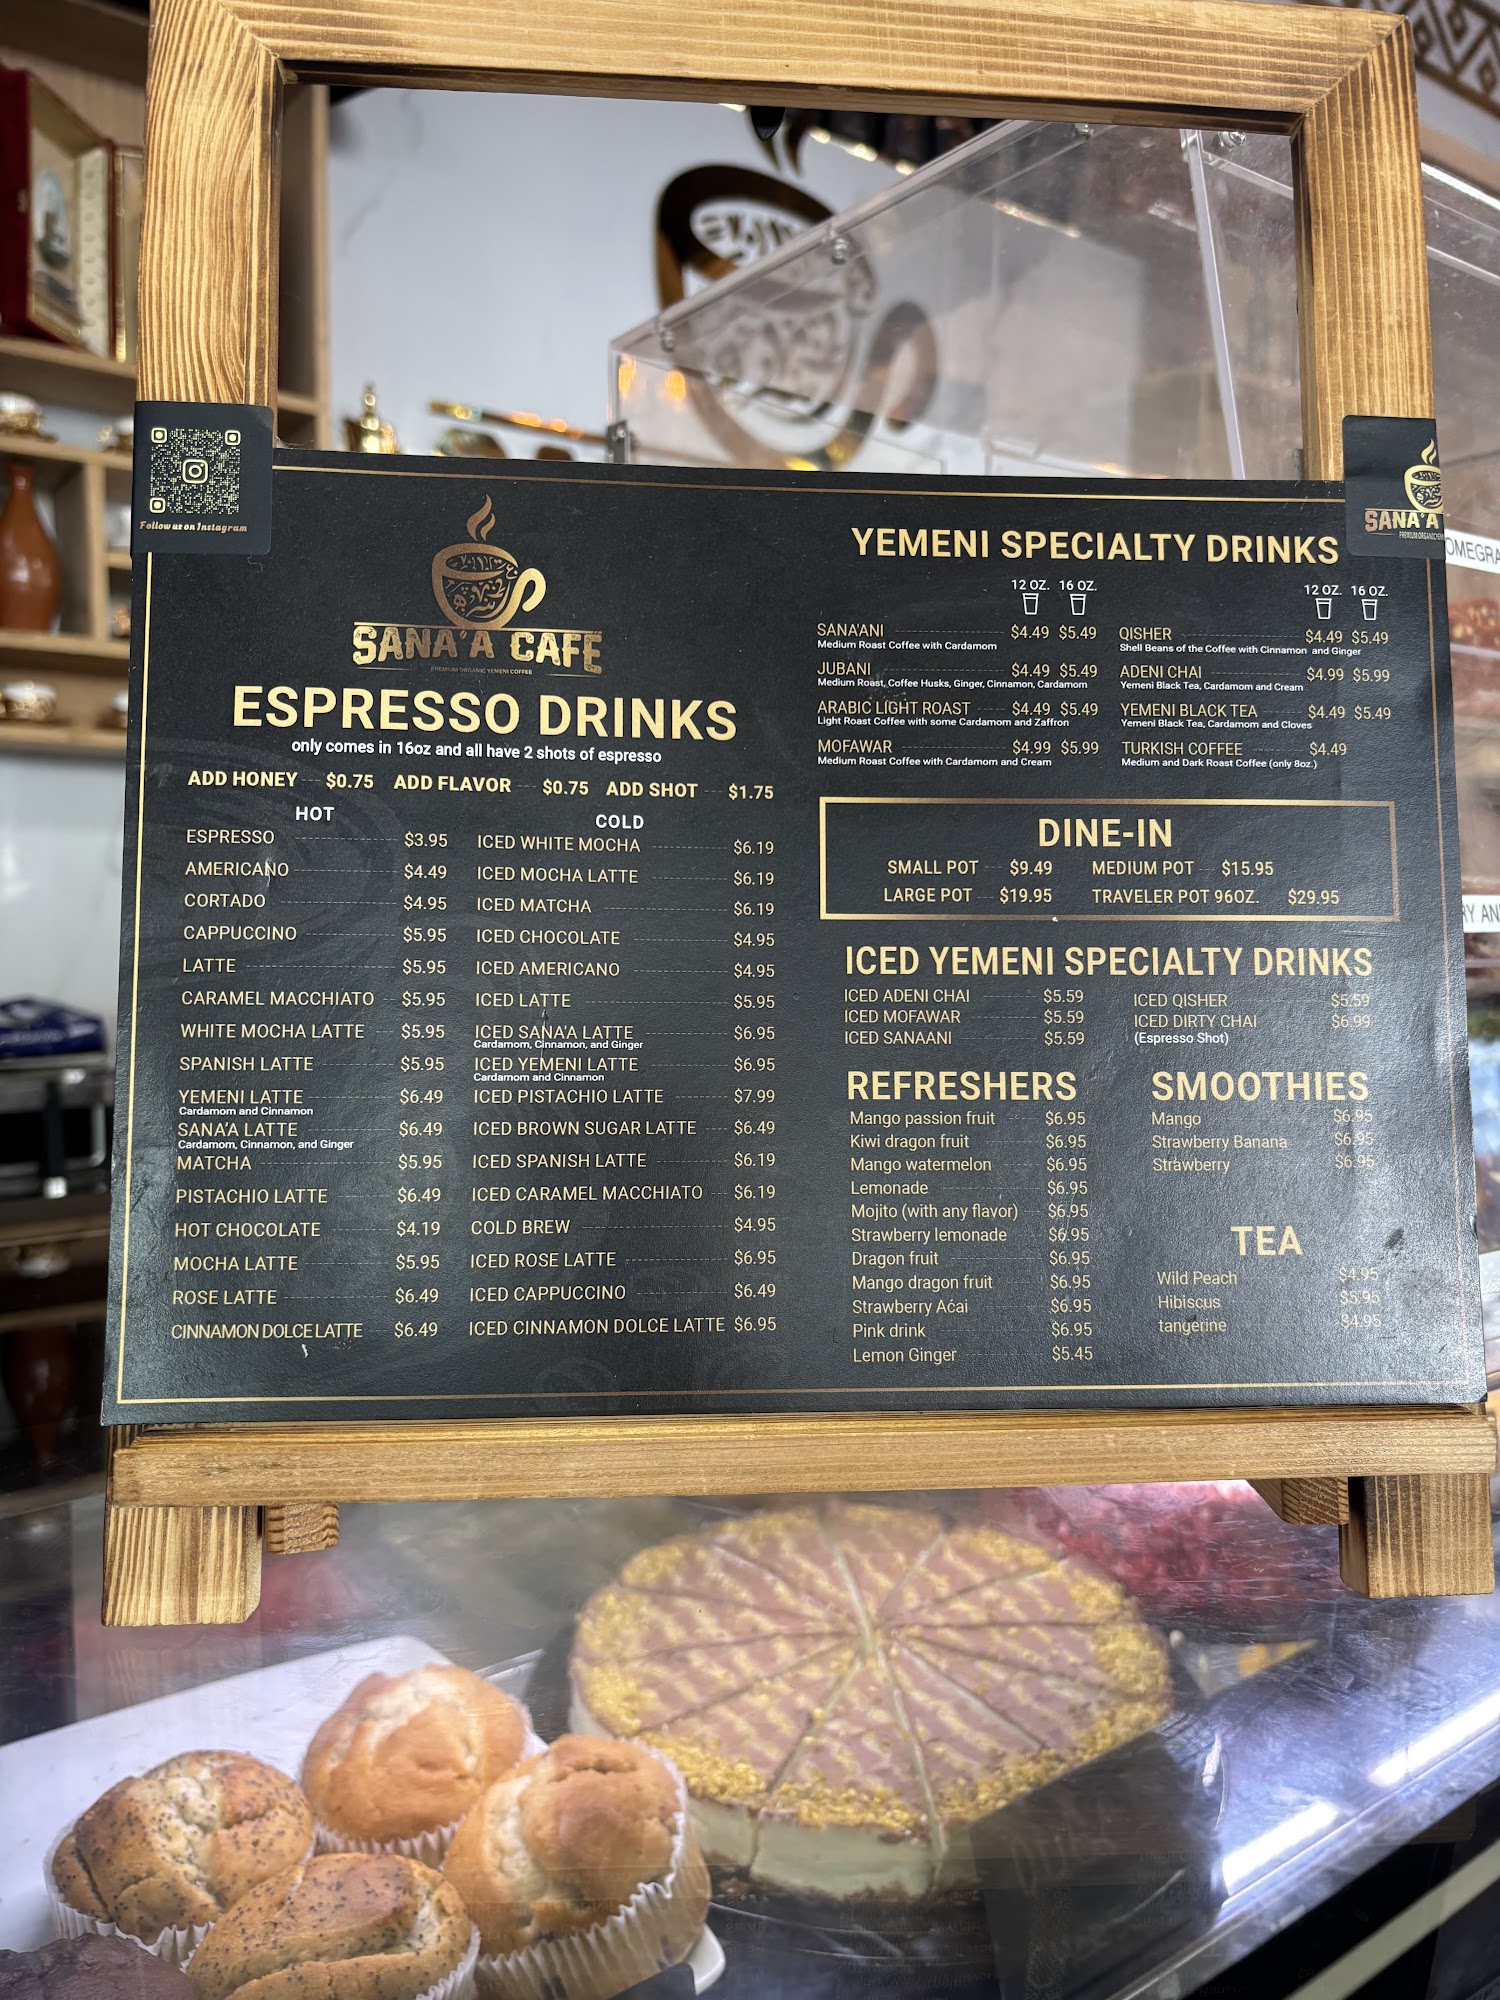 Follow us on Instagram
SANA'A CAFE
PREMIUM ORGANIC YEMENI COFFEE
ESPRESSO DRINKS
only comes in 16oz and all have 2 shots of espresso
ADD HONEY $0.75 ADD FLAVOR $0.75 ADD SHOT $1.75
HOT
ESPRESSO $3.95
AMERICANO $4.49
CORTADO $4.95
CAPPUCCINO $5.95
LATTE $5.95
CARAMEL MACCHIATO $5.95
WHITE MOCHA LATTE $5.95
SPANISH LATTE $5.95
YEMENI LATTE $6.49
Cardamom and Cinnamon
SANA'A LATTE $6.49
Cardamom, Cinnamon, and Ginger
MATCHA $5.95
PISTACHIO LATTE $6.49
HOT CHOCOLATE $4.19
MOCHA LATTE $5.95
ROSE LATTE $6.49
CINNAMON DOLCE LATTE $6.49
COLD
ICED WHITE MOCHA $6.19
ICED MOCHA LATTE $6.19
ICED MATCHA $6.19
ICED CHOCOLATE $4.95
ICED AMERICANO $4.95
ICED LATTE $5.95
ICED SANA'A LATTE $6.95
Cardamom, Cinnamon, and Ginger
ICED YEMENI LATTE $6.95
Cardamom and Cinnamon
ICED PISTACHIO LATTE $7.99
ICED BROWN SUGAR LATTE $6.49
ICED SPANISH LATTE $6.19
ICED CARAMEL MACCHIATO $6.19
COLD BREW $4.95
ICED ROSE LATTE $6.95
ICED CAPPUCCINO $6.49
ICED CINNAMON DOLCE LATTE $6.95
SANA'A
YEMENI SPECIALTY DRINKS
12 OZ. 16 OZ.
SANA'ANI $4.49 $5.49
Medium Roast Coffee with Cardamom
JUBANI $4.49 $5.49
Medium Roast, Coffee Husks, Ginger, Cinnamon, Cardamom
ARABIC LIGHT ROAST $4.49 $5.49
Light Roast Coffee with some Cardamom and Zaffron
MOFAWAR $4.99 $5.99
Medium Roast Coffee with Cardamom and Cream
12 OZ. 16 OZ.
QISHER $4.49 $5.49
Shell Beans of the Coffee with Cinnamon and Ginger
ADENI CHAI $4.99 $5.99
Yemeni Black Tea, Cardamom and Cream
YEMENI BLACK TEA $4.49 $5.49
Yemeni Black Tea, Cardamom and Cloves
TURKISH COFFEE $4.49
Medium and Dark Roast Coffee (only 8oz.)
DINE-IN
SMALL POT $9.49 MEDIUM POT $15.95
LARGE POT $19.95 TRAVELER POT 96OZ. $29.95
ICED YEMENI SPECIALTY DRINKS
ICED ADENI CHAI $5.59
ICED MOFAWAR $5.59
ICED SANAANI $5.59
ICED QISHER $5.59
ICED DIRTY CHAI $6.99
(Espresso Shot)
REFRESHERS
Mango passion fruit $6.95
Kiwi dragon fruit $6.95
Mango watermelon $6.95
Lemonade $6.95
Mojito (with any flavor) $6.95
Strawberry lemonade $6.95
Dragon fruit $6.95
Mango dragon fruit $6.95
Strawberry Aćai $6.95
Pink drink $6.95
Lemon Ginger $5.45
SMOOTHIES
Mango $6.95
Strawberry Banana $6.95
Strawberry $6.95
TEA
Wild Peach $4.95
Hibiscus $5.95
tangerine $4.95